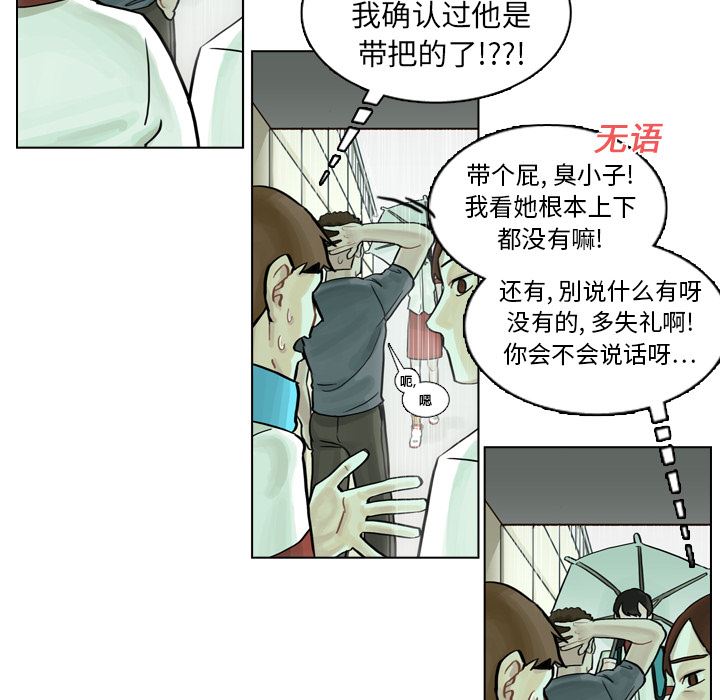 我确认过他是
带把的了!??!
无语
带个屁, 臭小子!
我看她根本上下
都没有嘛!
还有, 別说什么有呀
没有的, 多失礼啊!
你会不会说话呀...
呃,
嗯